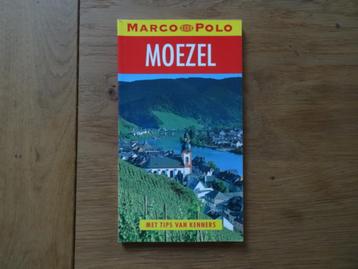 MARCO POLO
MOEZEL
MET TIPS VAN KENNERS